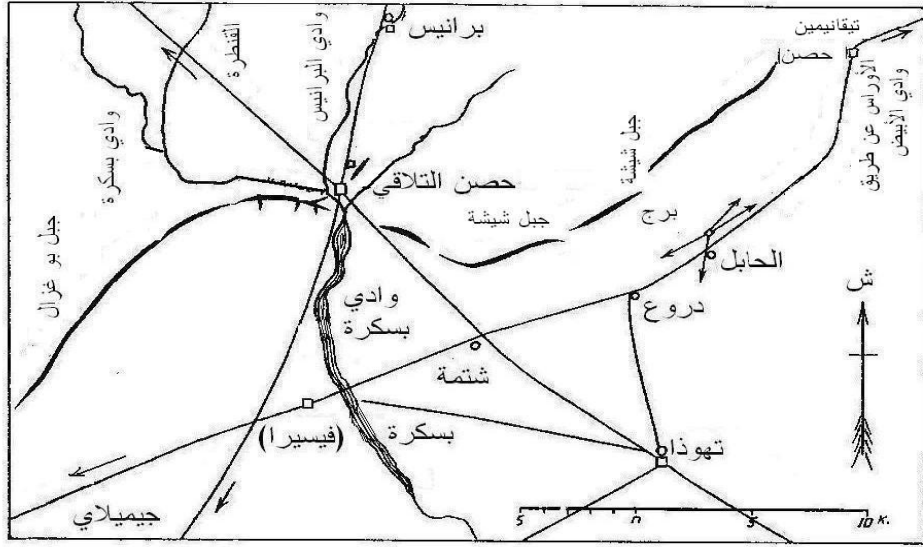 تيقانيمين
حصن
برانيس
القنطرة
وادي البرانيس
الأوراس عن طريق
وادي الأبيض
وادي بسكرة
جبل شيشة
حصن التلاقي
برج
جبل شيشة
جبل بو غزال
الحابل
ش
وادي
بسكرة
دروع
شتمة
بسكرة
(فيسيرا)
تهوذا
جيميلاي
5 0 5 10 K.